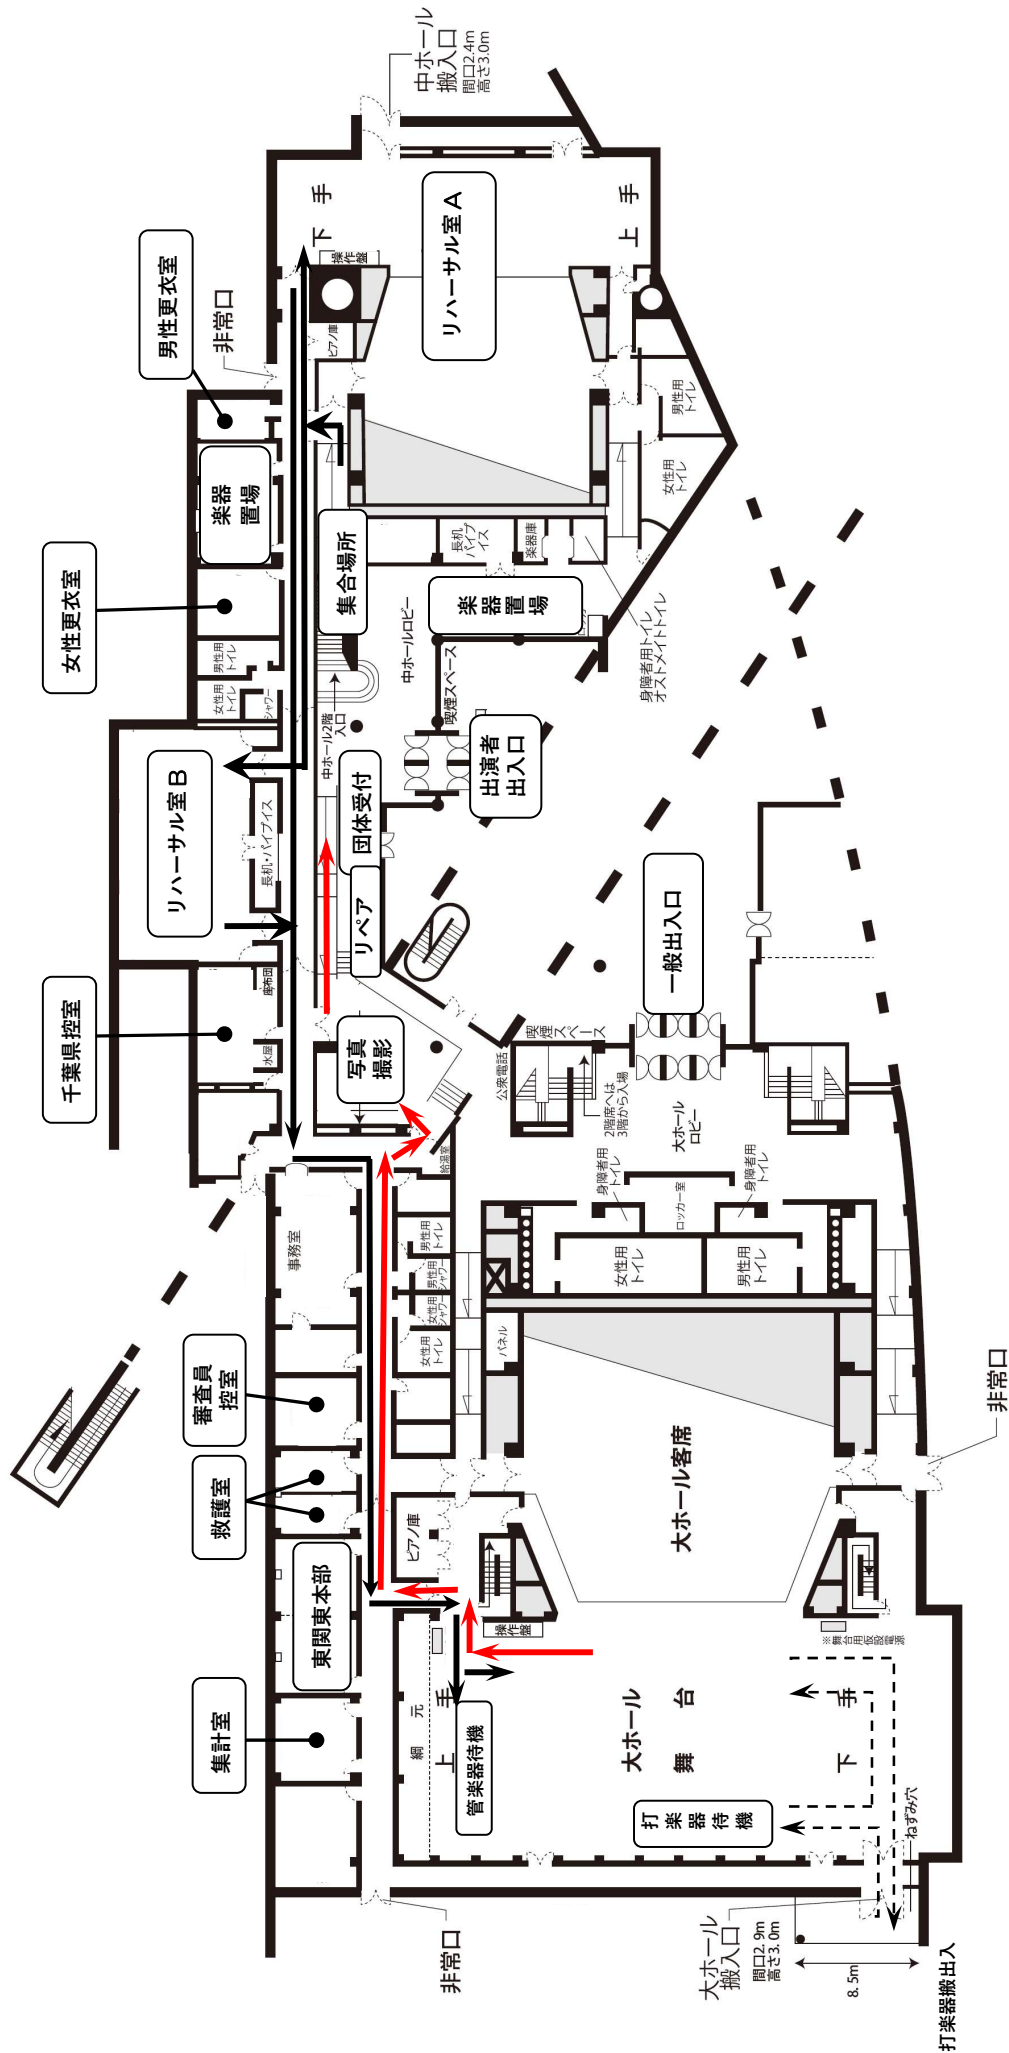 中ホール
搬入口
間口2.4m
高さ3.0m
男性更衣室
非常口
下 手
操作盤
リハーサル室A
上 手
ピアノ庫
楽器
置場
女性更衣室
集合場所
長机
パイプ
イス
楽器庫
男性用
トイレ
女性用
トイレ
男性用
トイレ
女性用
トイレ
シャワー
中ホール2階
入口
中ホールロビー
楽器置場
喫煙スペース
身障者用トイレ
オストメイトトイレ
リハーサル室B
長机・パイプイス
団体受付
出演者
出入口
リペア
一般出入口
千葉県控室
座布団
水屋
写真
撮影
喫煙スペース
公衆電話
2階席へは
3階から入場
大ホール
ロビー
給湯室
事務室
男性用
トイレ
男性用
シャワー
女性用
シャワー
女性用
トイレ
身障者用
トイレ
ロッカー室
身障者用
トイレ
女性用
トイレ
男性用
トイレ
パネル
審査員
控室
救護室
東関東本部
集計室
ピアノ庫
大ホール客席
非常口
操作盤
※舞台用仮設電源
綱 元
上 手
管楽器待機
大ホール
舞 台
下 手
打楽器待機
ねずみ穴
非常口
大ホール
搬入口
間口2.9m
高さ3.0m
8.5m
打楽器搬出入